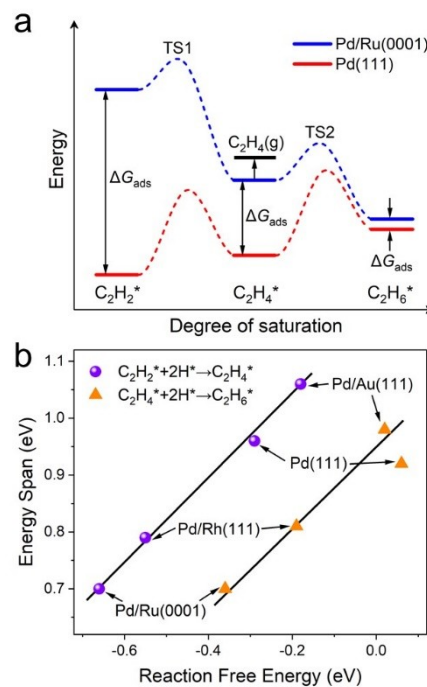 a
Pd/Ru(0001)
Pd(111)
TS1
C₂H₄(g)
TS2
Energy
ΔG_ads
ΔG_ads
ΔG_ads
C₂H₂*
C₂H₄*
C₂H₆*
Degree of saturation
b
1.1
1.0
0.9
0.8
0.7
Energy Span (eV)
C₂H₂*+2H*→C₂H₄*
C₂H₄*+2H*→C₂H₆*
Pd/Au(111)
Pd(111)
Pd/Rh(111)
Pd/Ru(0001)
-0.6
-0.4
-0.2
0.0
Reaction Free Energy (eV)